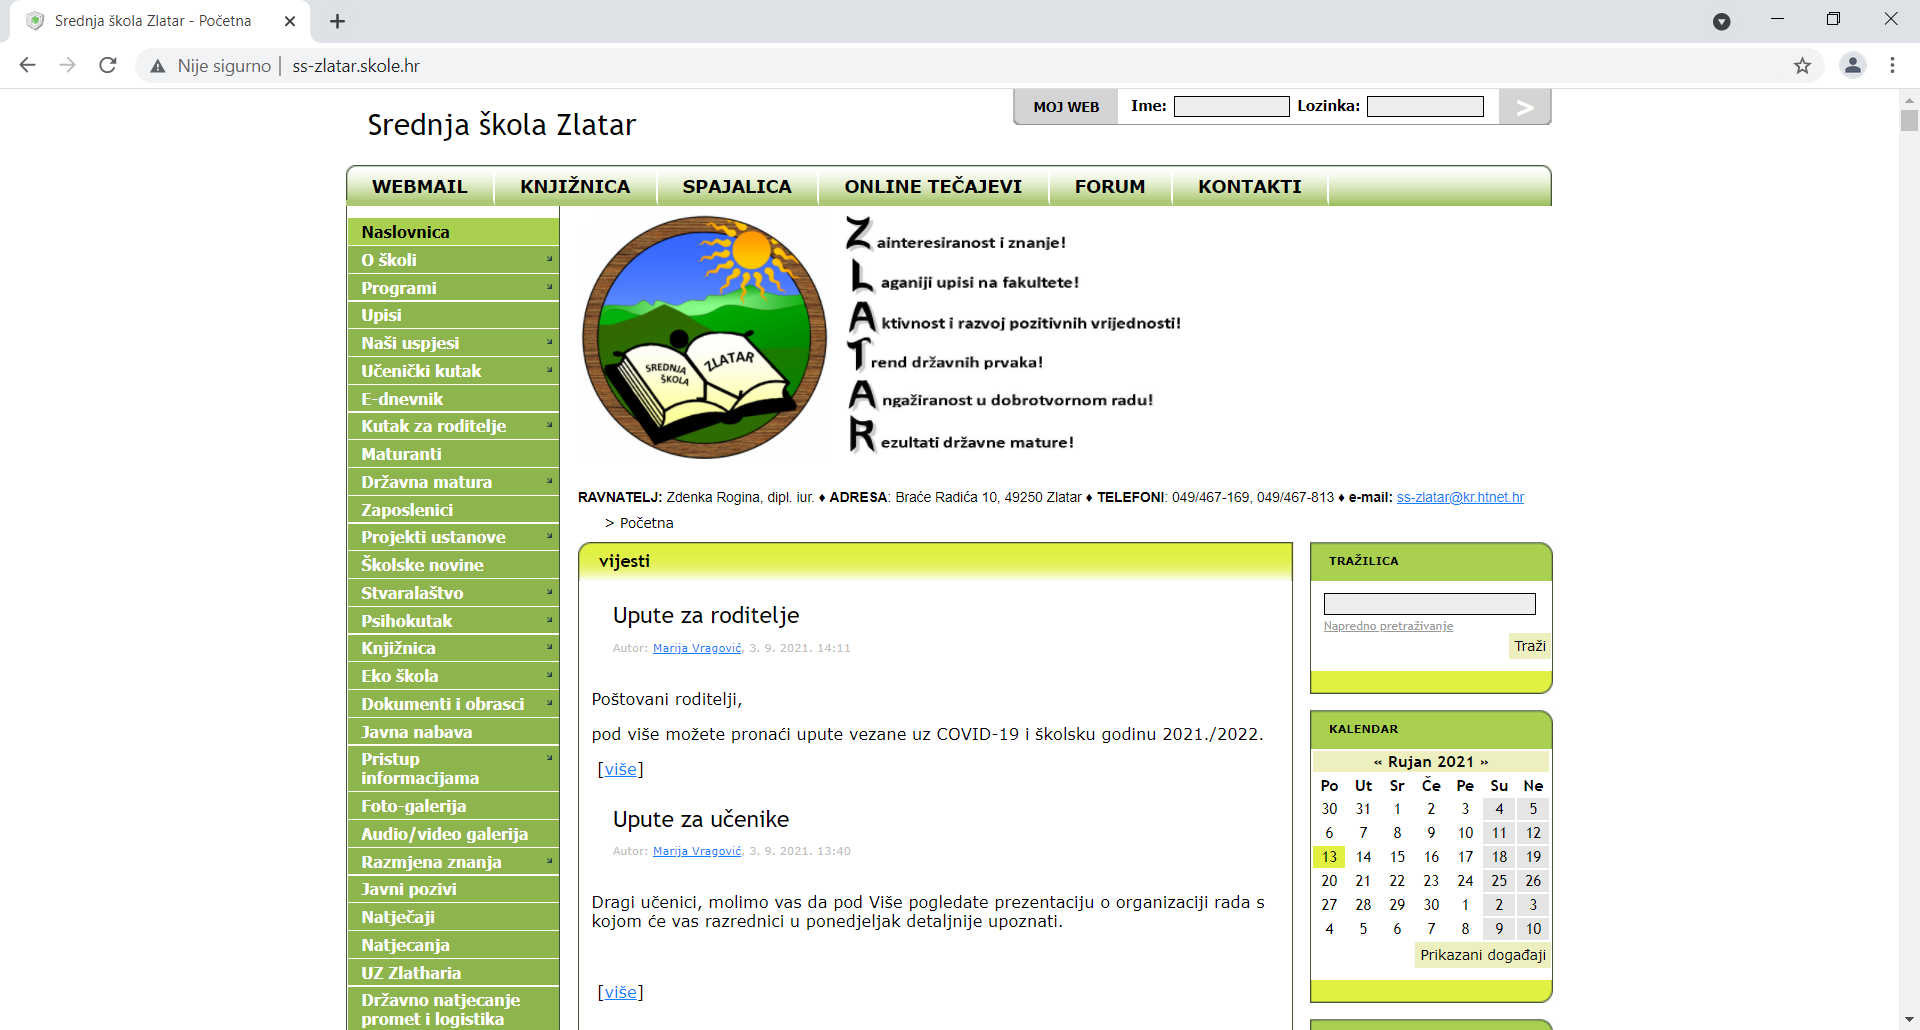 Srednja škola Zlatar - Početna
Nije sigurno | ss-zlatar.skole.hr
Srednja škola Zlatar
MOJ WEB Ime: Lozinka: >
WEBMAIL KNJIŽNICA SPAJALICA ONLINE TEČAJEVI FORUM KONTAKTI
Naslovnica
O školi
Programi
Upisi
Naši uspjesi
Učenički kutak
E-dnevnik
Kutak za roditelje
Maturanti
Državna matura
Zaposlenici
Projekti ustanove
Školske novine
Stvaralaštvo
Psihokutak
Knjižnica
Eko škola
Dokumenti i obrasci
Javna nabava
Pristup
informacijama
Foto-galerija
Audio/video galerija
Razmjena znanja
Javni pozivi
Natječaji
Natjecanja
UZ Zlatharia
Državno natjecanje
promet i logistika
SREDNJA
ŠKOLA
ZLATAR
Zainteresiranost i znanje!
Laganiji upisi na fakultete!
Aktivnost i razvoj pozitivnih vrijednosti!
Trend državnih prvaka!
Angažiranost u dobrotvornom radu!
Rezultati državne mature!
RAVNATELJ: Zdenka Rogina, dipl. iur. ♦ ADRESA: Braće Radića 10, 49250 Zlatar ♦ TELEFONI: 049/467-169, 049/467-813 ♦ e-mail: ss-zlatar@kr.htnet.hr
> Početna
vijesti
Upute za roditelje
Autor: Marija Vragović, 3. 9. 2021. 14:11
Poštovani roditelji,
pod više možete pronaći upute vezane uz COVID-19 i školsku godinu 2021./2022.
[više]
Upute za učenike
Autor: Marija Vragović, 3. 9. 2021. 13:40
Dragi učenici, molimo vas da pod Više pogledate prezentaciju o organizaciji rada s
kojom će vas razrednici u ponedjeljak detaljnije upoznati.
[više]
TRAŽILICA
Napredno pretraživanje
Traži
KALENDAR
« Rujan 2021 »
Po Ut Sr Če Pe Su Ne
30 31 1 2 3 4 5
6 7 8 9 10 11 12
13 14 15 16 17 18 19
20 21 22 23 24 25 26
27 28 29 30 1 2 3
4 5 6 7 8 9 10
Prikazani događaji